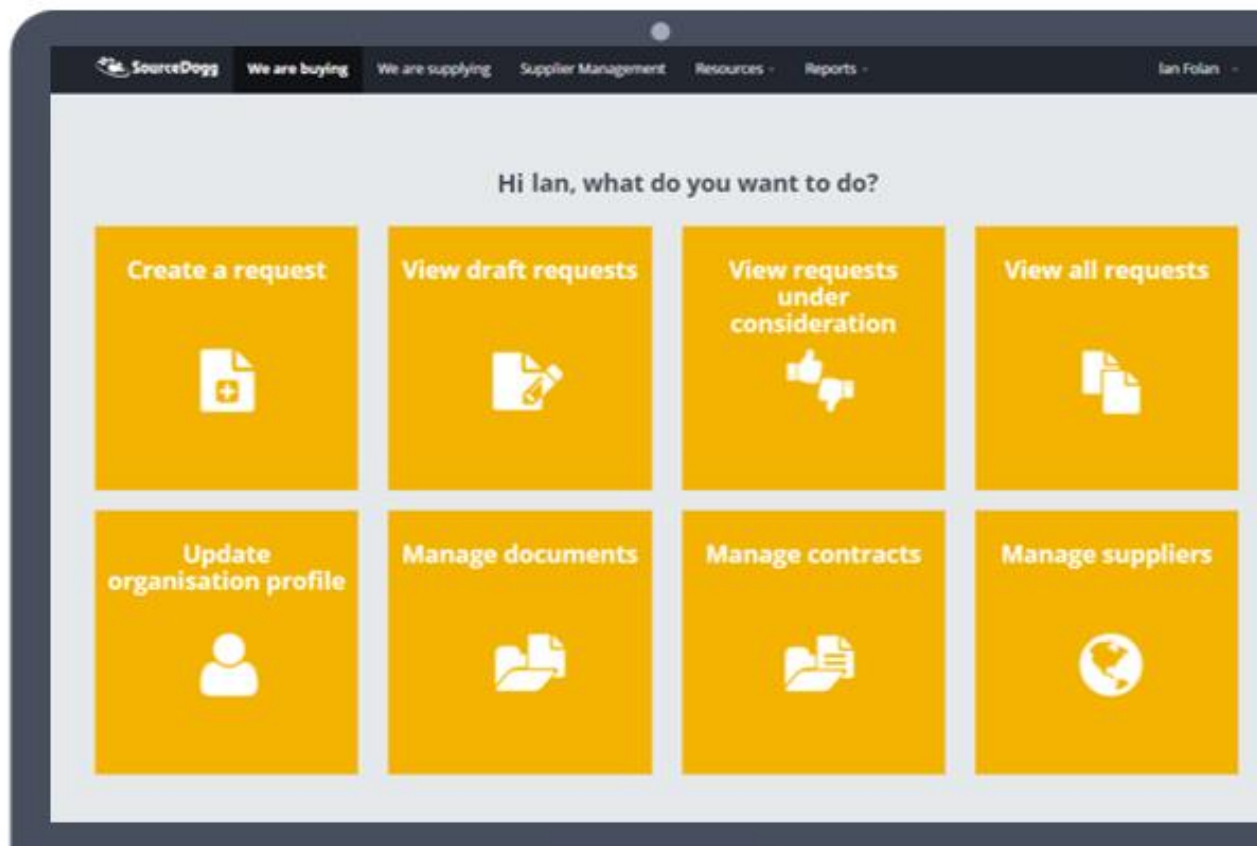 SourceDogg We are buying We are supplying Supplier Management Resources Reports Ian Folan
Hi Ian, what do you want to do?
Create a request
View draft requests
View requests
under
consideration
View all requests
Update
organisation profile
Manage documents
Manage contracts
Manage suppliers